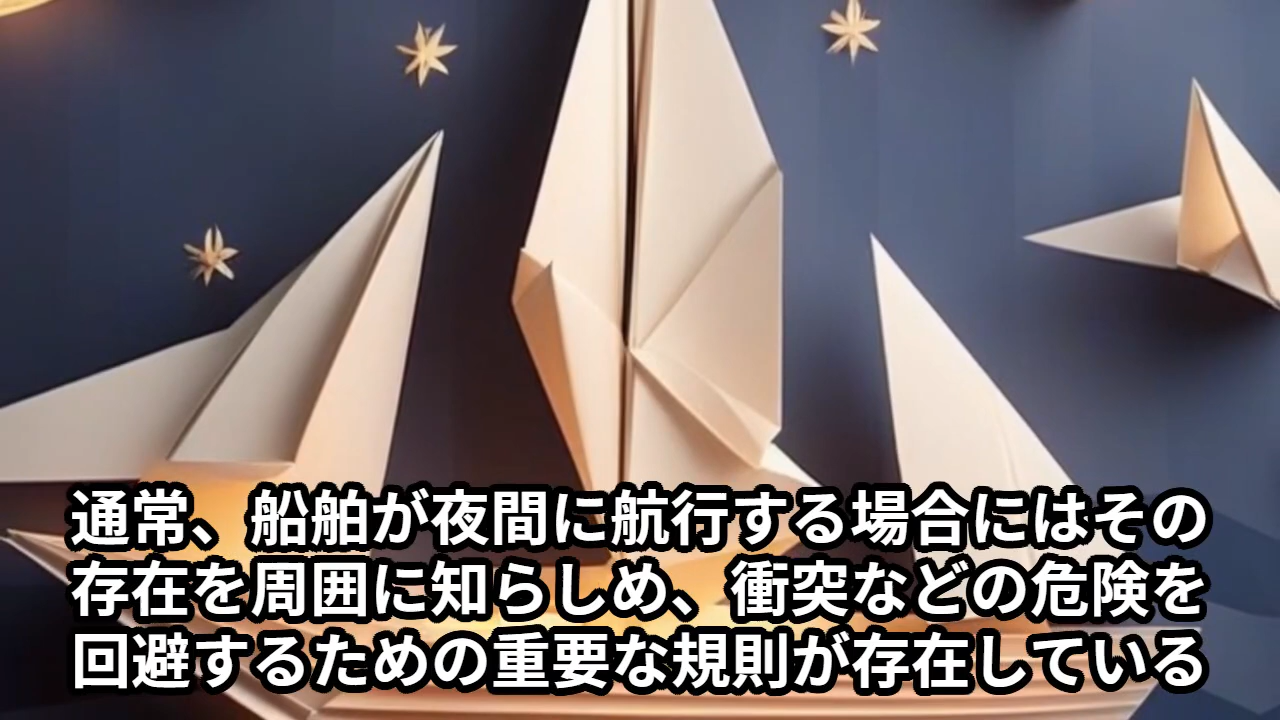 通常、船舶が夜間に航行する場合にはその
存在を周囲に知らしめ、衝突などの危険を
回避するための重要な規則が存在している